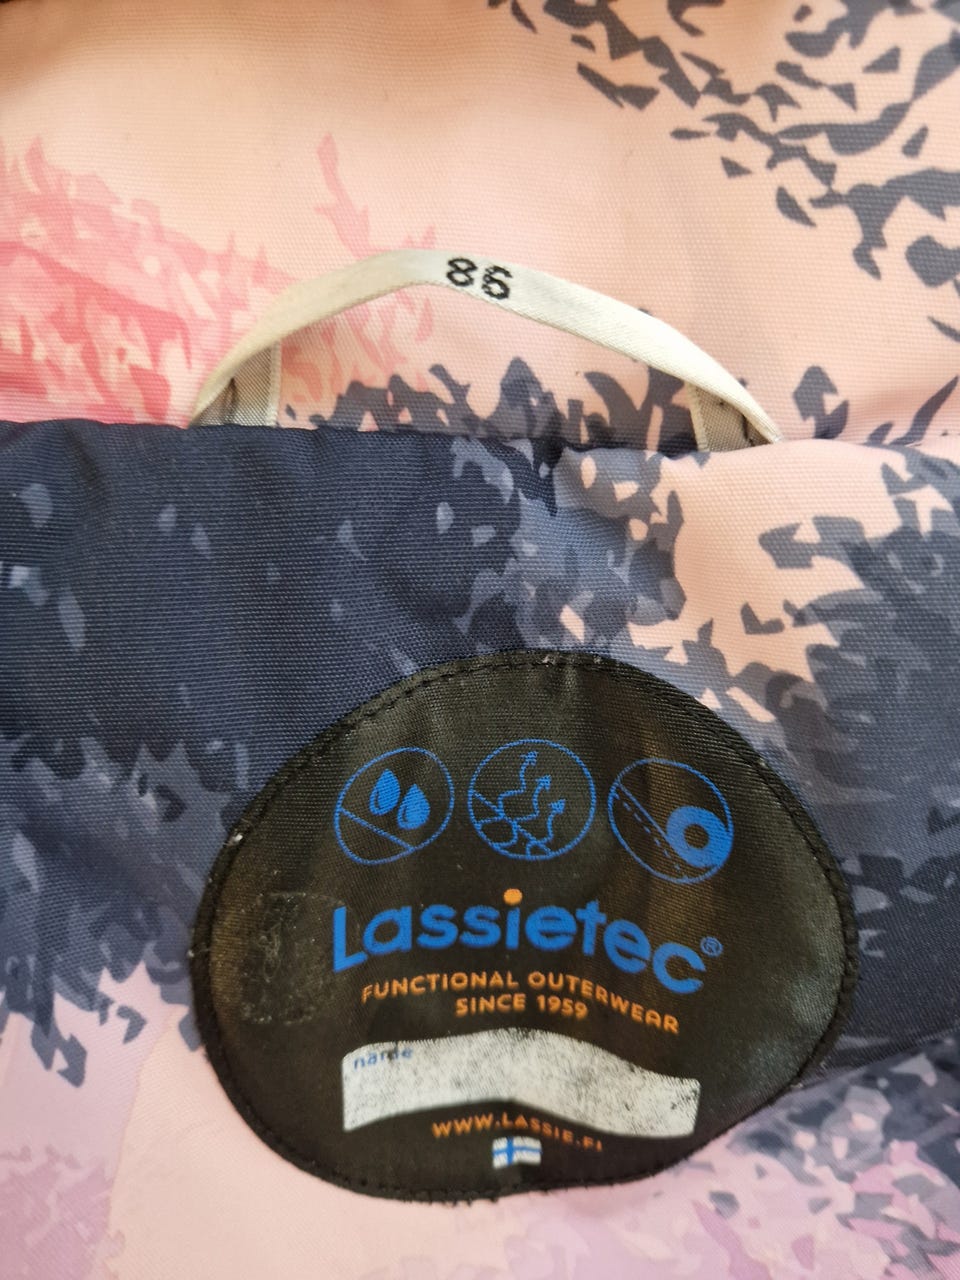 86
Lassietec®
FUNCTIONAL OUTERWEAR
SINCE 1959
name
WWW.LASSIE.FI